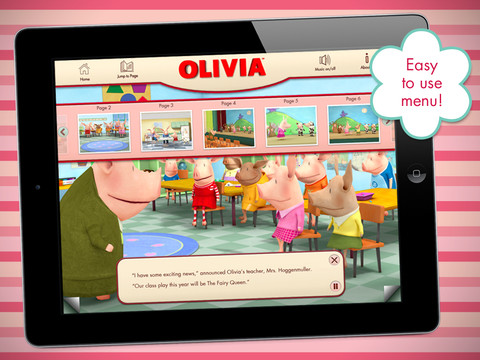 Home
Jump to Page
OLIVIA
Music on/off
About
Easy
to use
menu!
Page 2
Page 3
Page 4
Page 5
Page 6
"I have some exciting news," announced Olivia's teacher, Mrs. Hoggenmuller.
"Our class play this year will be The Fairy Queen."